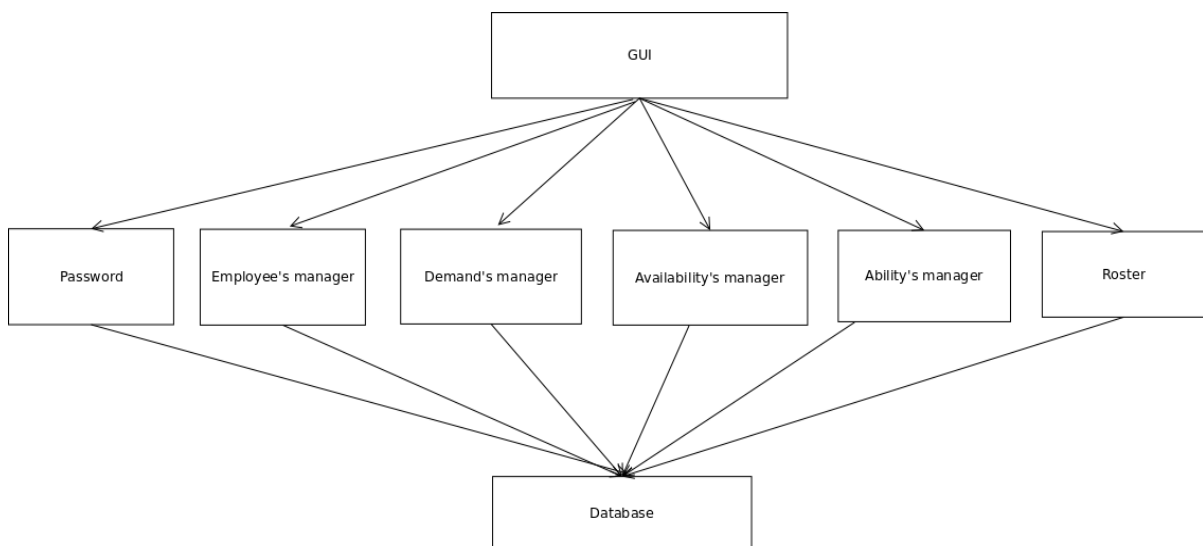 GUI
Password
Employee's manager
Demand's manager
Availability's manager
Ability's manager
Roster
Database